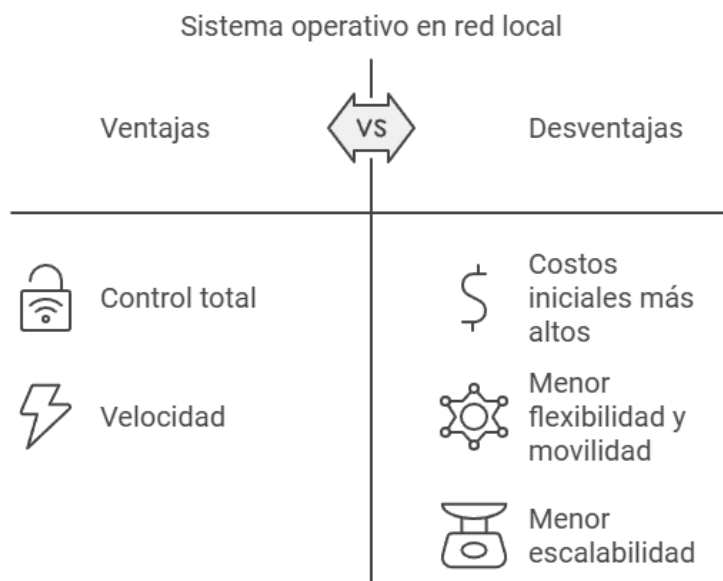 Sistema operativo en red local
Ventajas
VS
Desventajas
Control total
Velocidad
Costos
iniciales más
altos
Menor
flexibilidad y
movilidad
Menor
escalabilidad